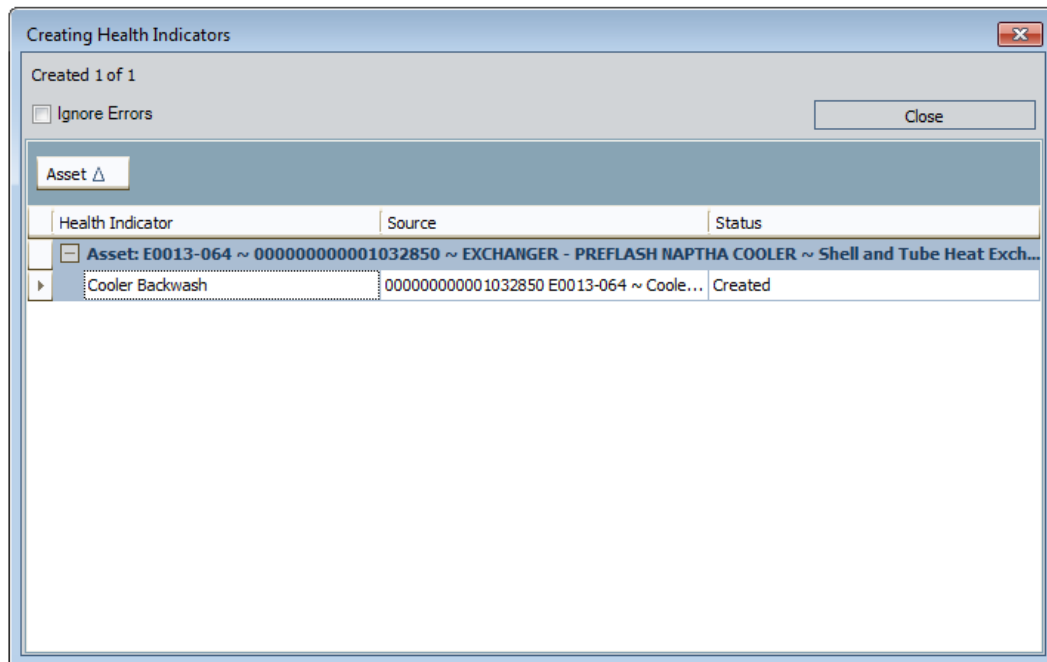 Creating Health Indicators
Created 1 of 1
Ignore Errors
Close
Asset △
Health Indicator Source Status
Asset: E0013-064 ~ 000000000001032850 ~ EXCHANGER - PREFLASH NAPTHA COOLER ~ Shell and Tube Heat Exch...
Cooler Backwash 000000000001032850 E0013-064 ~ Coole... Created